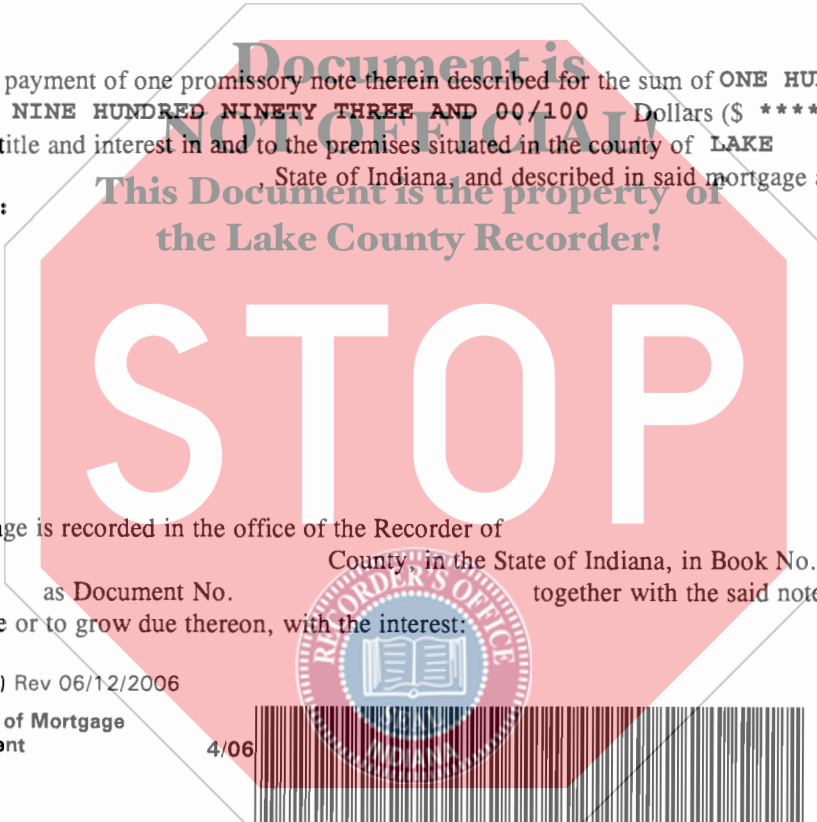 Document is
payment of one promissory note therein described for the sum of ONE HU
NINE HUNDRED NINETY THREE AND 00/100 Dollars ($ ****
NOT OFFICIAL!
title and interest in and to the premises situated in the county of LAKE
, State of Indiana, and described in said mortgage a
This Document is the property of
:
the Lake County Recorder!
STOP
ge is recorded in the office of the Recorder of
County, in the State of Indiana, in Book No.
as Document No. together with the said note
e or to grow due thereon, with the interest:
RECORDER'S OFFICE
SEAL
INDIANA
) Rev 06/12/2006
of Mortgage
ent 4/06